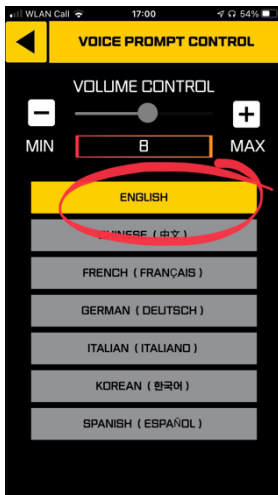 WLAN Call 17:00 54%
VOICE PROMPT CONTROL
VOLUME CONTROL
MIN 8 MAX
ENGLISH
CHINESE (中文)
FRENCH (FRANÇAIS)
GERMAN (DEUTSCH)
ITALIAN (ITALIANO)
KOREAN (한국어)
SPANISH (ESPAÑOL)